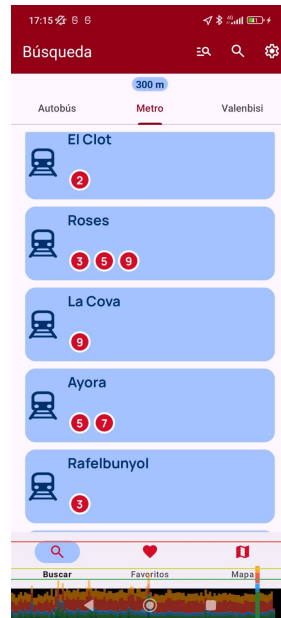 17:15
4G
Búsqueda
300 m
Autobús Metro Valenbisi
El Clot
2
Roses
3 5 9
La Cova
9
Ayora
5 7
Rafelbunyol
3
Buscar Favoritos Mapa